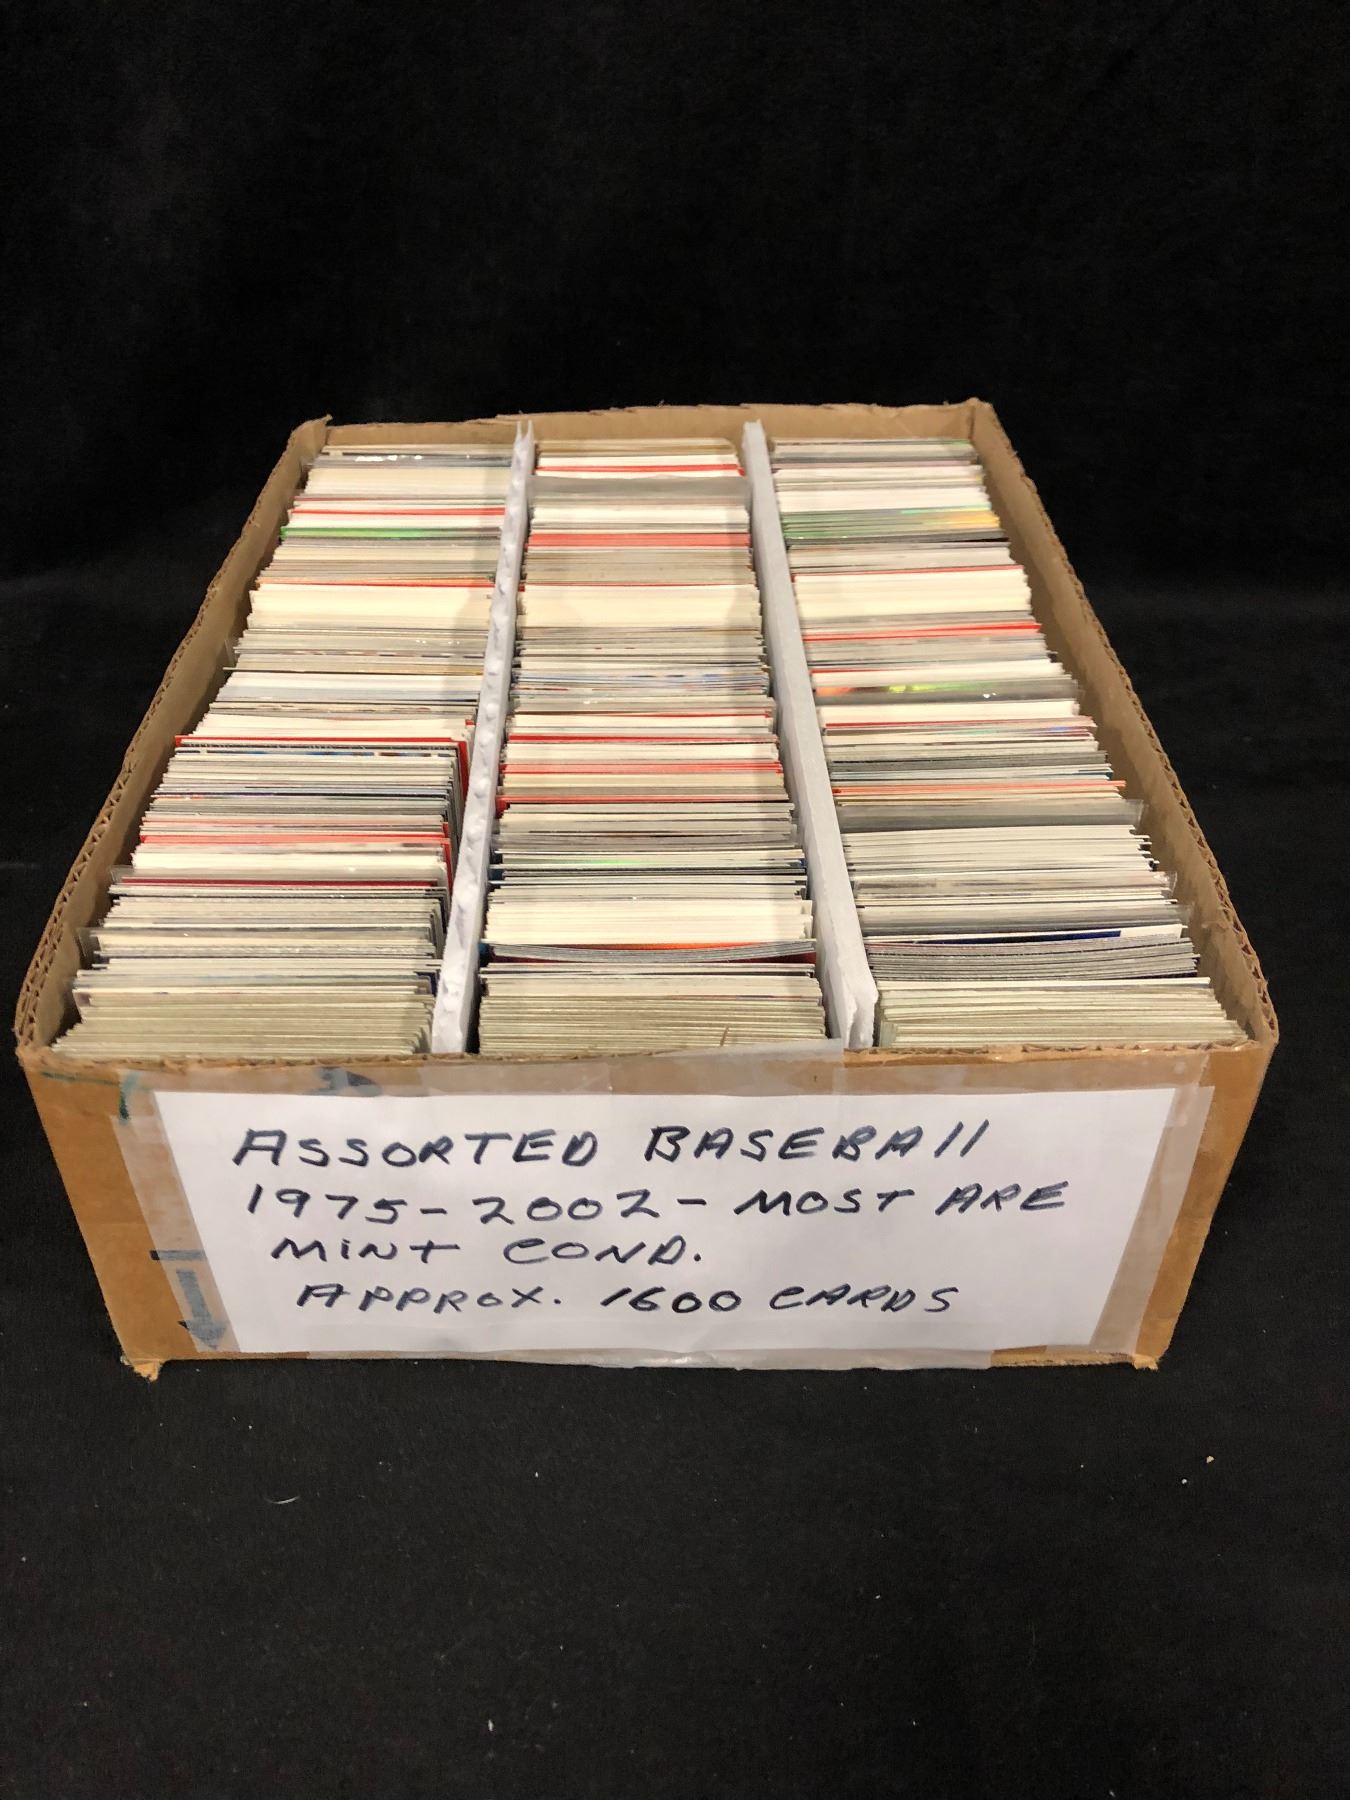 ASSORTED BASEBAll
1975-2002- MOST ARE
MINT COND.
APPROX. 1600 CARDS